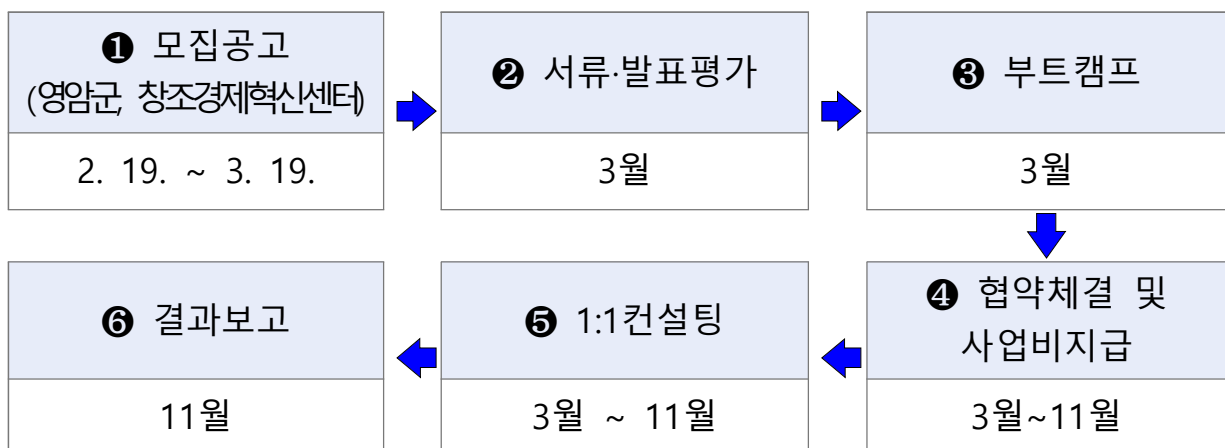 ❶ 모집공고
(영암군, 창조경제혁신센터)
2. 19. ~ 3. 19.
❷ 서류·발표평가
3월
❸ 부트캠프
3월
❹ 협약체결 및
사업비지급
3월~11월
❺ 1:1컨설팅
3월 ~ 11월
❻ 결과보고
11월